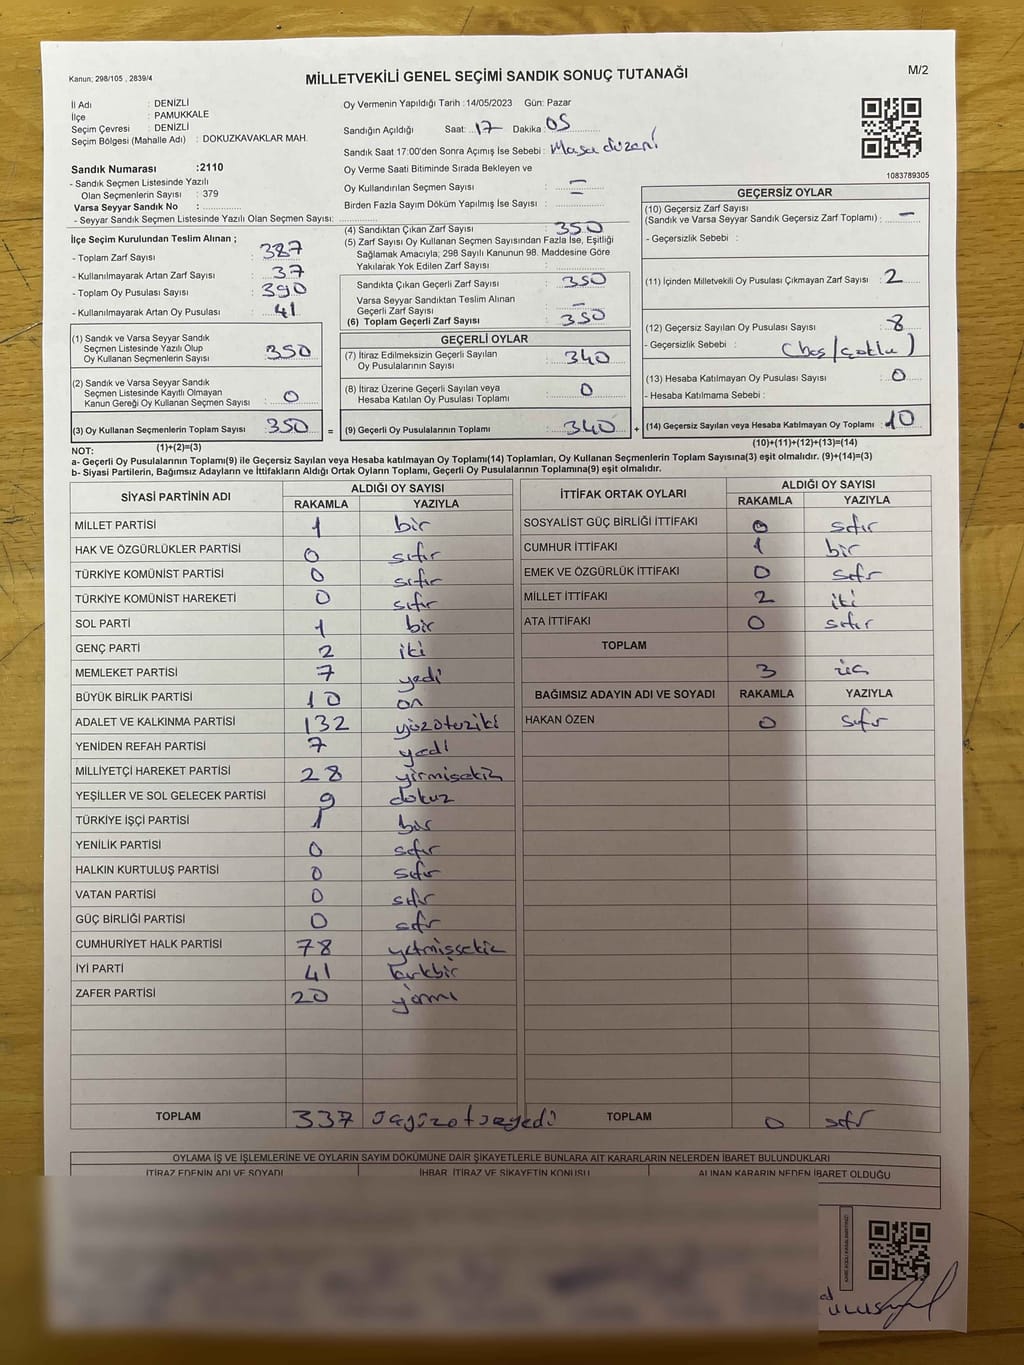 Kanun; 298/105 , 2839/4
MİLLETVEKİLİ GENEL SEÇİMİ SANDIK SONUÇ TUTANAĞI
M/2
İl Adı : DENİZLİ
İlçe : PAMUKKALE
Seçim Çevresi : DENİZLİ
Seçim Bölgesi (Mahalle Adı) : DOKUZKAVAKLAR MAH.
Sandık Numarası :2110
- Sandık Seçmen Listesinde Yazılı
Olan Seçmenlerin Sayısı : 379
Varsa Seyyar Sandık No :
- Seyyar Sandık Seçmen Listesinde Yazılı Olan Seçmen Sayısı:
Oy Vermenin Yapıldığı Tarih :14/05/2023 Gün: Pazar
Sandığın Açıldığı Saat: 17 Dakika: 05
Sandık Saat 17:00'den Sonra Açımış İse Sebebi : Masa düzeni
Oy Verme Saati Bitiminde Sırada Bekleyen ve
Oy Kullandırılan Seçmen Sayısı : –
Birden Fazla Sayım Döküm Yapılmış İse Sayısı : –
1083789305
İlçe Seçim Kurulundan Teslim Alınan ;
- Toplam Zarf Sayısı : 387
- Kullanılmayarak Artan Zarf Sayısı : 37
- Toplam Oy Pusulası Sayısı : 390
- Kullanılmayarak Artan Oy Pusulası : 41
(1) Sandık ve Varsa Seyyar Sandık
Seçmen Listesinde Yazılı Olup
Oy Kullanan Seçmenlerin Sayısı : 350
(2) Sandık ve Varsa Seyyar Sandık
Seçmen Listesinde Kayıtlı Olmayan
Kanun Gereği Oy Kullanan Seçmen Sayısı : 0
(3) Oy Kullanan Seçmenlerin Toplam Sayısı : 350
(1)+(2)=(3)
(4) Sandıktan Çıkan Zarf Sayısı : 350
(5) Zarf Sayısı Oy Kullanan Seçmen Sayısından Fazla İse, Eşitliği
Sağlamak Amacıyla; 298 Sayılı Kanunun 98. Maddesine Göre
Yakılarak Yok Edilen Zarf Sayısı :
Sandıkta Çıkan Geçerli Zarf Sayısı : 350
Varsa Seyyar Sandıktan Teslim Alınan
Geçerli Zarf Sayısı : –
(6) Toplam Geçerli Zarf Sayısı : 350
GEÇERLİ OYLAR
(7) İtiraz Edilmeksizin Geçerli Sayılan
Oy Pusulalarının Sayısı : 340
(8) İtiraz Üzerine Geçerli Sayılan veya
Hesaba Katılan Oy Pusulası Toplamı : 0
= (9) Geçerli Oy Pusulalarının Toplamı : 340 +
GEÇERSİZ OYLAR
(10) Geçersiz Zarf Sayısı
(Sandık ve Varsa Seyyar Sandık Geçersiz Zarf Toplamı) : –
- Geçersizlik Sebebi :
(11) İçinden Milletvekili Oy Pusulası Çıkmayan Zarf Sayısı : 2
(12) Geçersiz Sayılan Oy Pusulası Sayısı : 8
- Geçersizlik Sebebi : (boş/çoklu)
(13) Hesaba Katılmayan Oy Pusulası Sayısı : 0
- Hesaba Katılmama Sebebi :
(14) Geçersiz Sayılan veya Hesaba Katılmayan Oy Toplamı : 10
(10)+(11)+(12)+(13)=(14)
NOT:
a- Geçerli Oy Pusulalarının Toplamı(9) ile Geçersiz Sayılan veya Hesaba katılmayan Oy Toplamı(14) Toplamları, Oy Kullanan Seçmenlerin Toplam Sayısına(3) eşit olmalıdır. (9)+(14)=(3)
b- Siyasi Partilerin, Bağımsız Adayların ve İttifakların Aldığı Ortak Oyların Toplamı, Geçerli Oy Pusulalarının Toplamına(9) eşit olmalıdır.
SİYASİ PARTİNİN ADI ALDIĞI OY SAYISI
RAKAMLA YAZIYLA
MİLLET PARTİSİ 1 bir
HAK VE ÖZGÜRLÜKLER PARTİSİ 0 sıfır
TÜRKİYE KOMÜNİST PARTİSİ 0 sıfır
TÜRKİYE KOMÜNİST HAREKETİ 0 sıfır
SOL PARTİ 1 bir
GENÇ PARTİ 2 iki
MEMLEKET PARTİSİ 7 yedi
BÜYÜK BİRLİK PARTİSİ 10 on
ADALET VE KALKINMA PARTİSİ 132 yüzotuziki
YENİDEN REFAH PARTİSİ 7 yedi
MİLLİYETÇİ HAREKET PARTİSİ 28 yirmisekiz
YEŞİLLER VE SOL GELECEK PARTİSİ 9 dokuz
TÜRKİYE İŞÇİ PARTİSİ 1 bir
YENİLİK PARTİSİ 0 sıfır
HALKIN KURTULUŞ PARTİSİ 0 sıfır
VATAN PARTİSİ 0 sıfır
GÜÇ BİRLİĞİ PARTİSİ 0 sıfır
CUMHURİYET HALK PARTİSİ 78 yetmişsekiz
İYİ PARTİ 41 kırkbir
ZAFER PARTİSİ 20 yirmi
TOPLAM 337 üçyüzotuzyedi
İTTİFAK ORTAK OYLARI ALDIĞI OY SAYISI
RAKAMLA YAZIYLA
SOSYALİST GÜÇ BİRLİĞİ İTTİFAKI 0 sıfır
CUMHUR İTTİFAKI 1 bir
EMEK VE ÖZGÜRLÜK İTTİFAKI 0 sıfır
MİLLET İTTİFAKI 2 iki
ATA İTTİFAKI 0 sıfır
TOPLAM
3 üç
BAĞIMSIZ ADAYIN ADI VE SOYADI RAKAMLA YAZIYLA
HAKAN ÖZEN 0 sıfır
TOPLAM 0 sıfır
OYLAMA İŞ VE İŞLEMLERİNE VE OYLARIN SAYIM DÖKÜMÜNE DAİR ŞİKAYETLERLE BUNLARA AİT KARARLARIN NELERDEN İBARET BULUNDUKLARI
İTİRAZ EDENİN ADI VE SOYADI İHBAR, İTİRAZ VE ŞİKAYETİN KONUSU ALINAN KARARIN NEDEN İBARET OLDUĞU